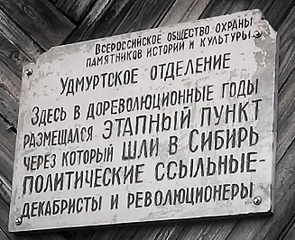 Всероссийское общество охраны
памятников истории и культуры
Удмуртское отделение
Здесь в дореволюционные годы
размещался этапный пункт
через который шли в Сибирь
политические ссыльные-
декабристы и революционеры